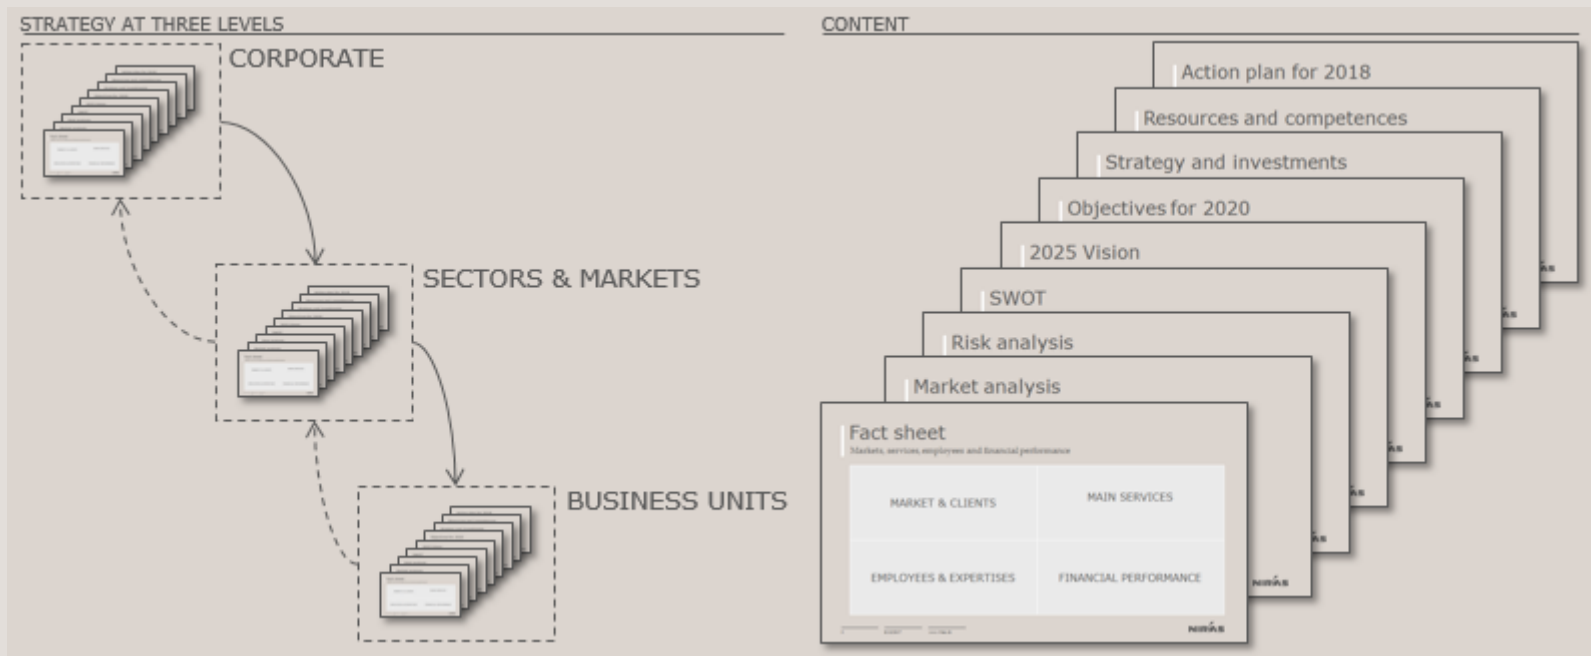 STRATEGY AT THREE LEVELS
CORPORATE
SECTORS & MARKETS
BUSINESS UNITS
CONTENT
Action plan for 2018
Resources and competences
Strategy and investments
Objectives for 2020
2025 Vision
SWOT
Risk analysis
Market analysis
Fact sheet
Markets, services, employees and financial performance
MARKET & CLIENTS
MAIN SERVICES
EMPLOYEES & EXPERTISES
FINANCIAL PERFORMANCE
NIRÁS
NIRÁS